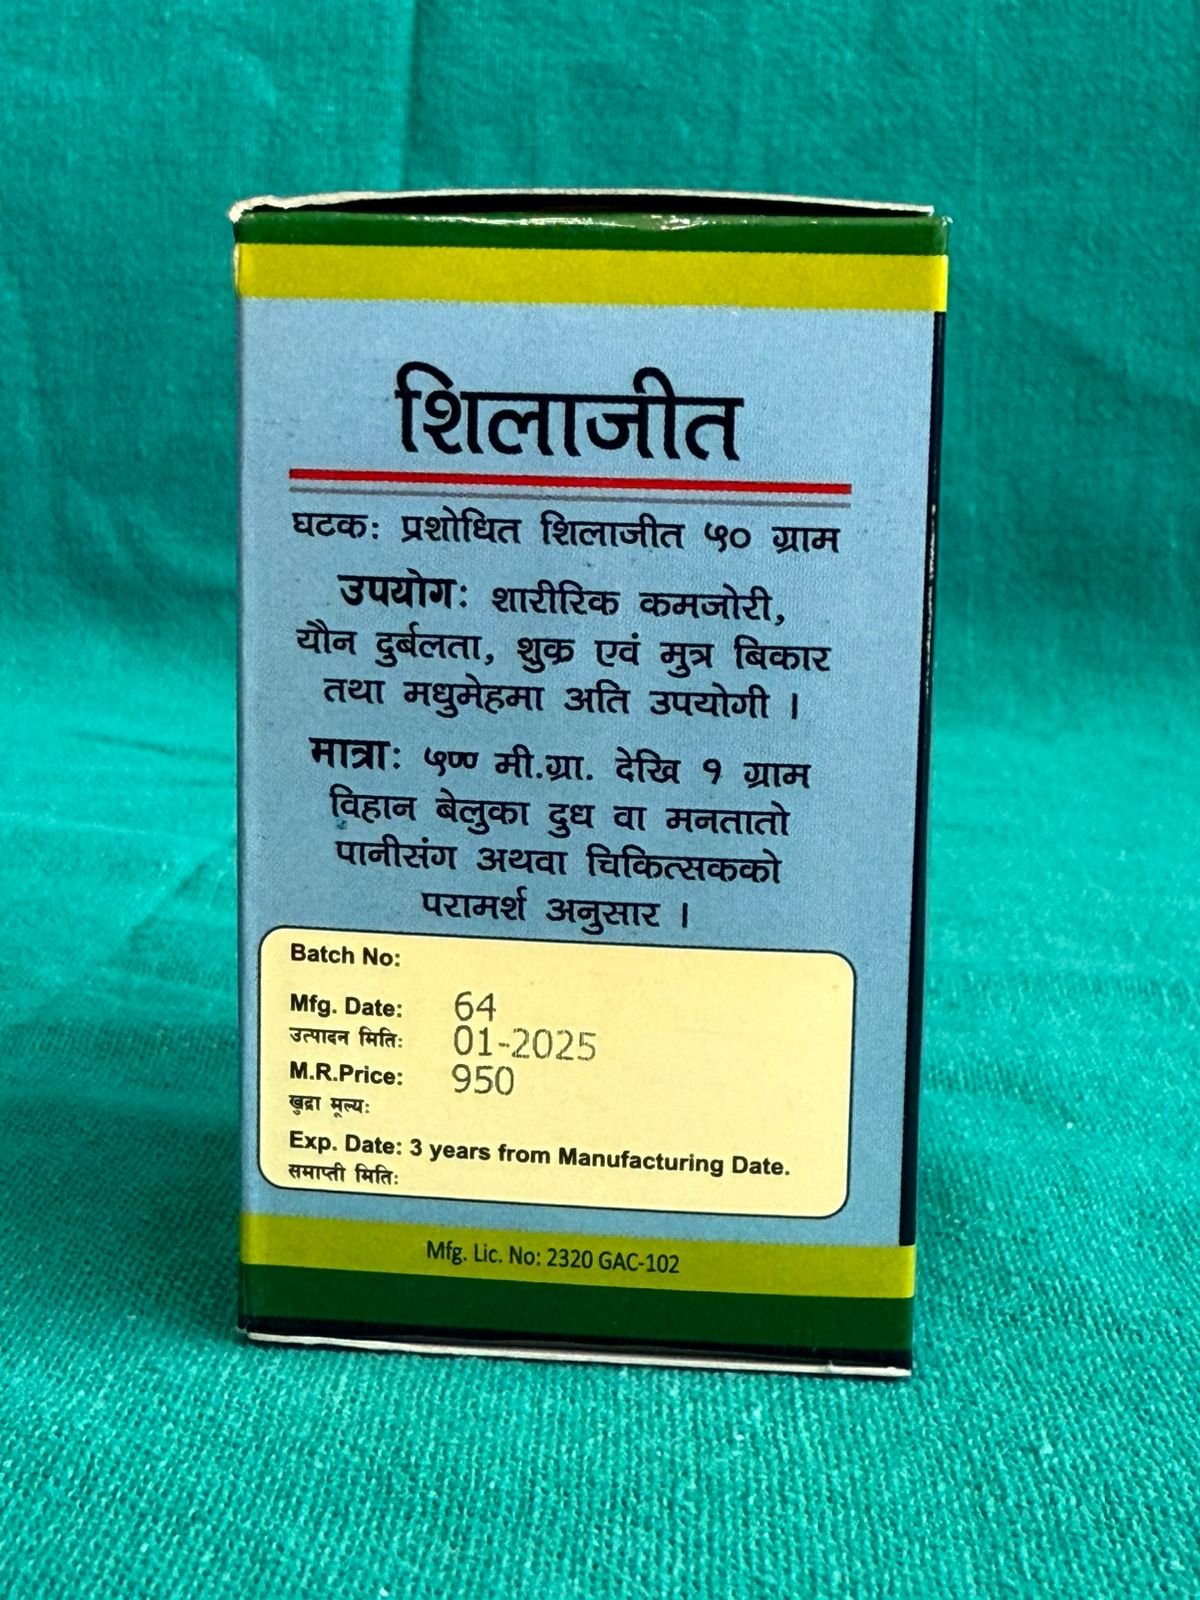 शिलाजीत
घटक: प्रशोधित शिलाजीत ५० ग्राम
उपयोग: शारीरिक कमजोरी,
यौन दुर्बलता, शुक्र एवं मुत्र बिकार
तथा मधुमेहमा अति उपयोगी ।
मात्रा: ५०० मी.ग्रा. देखि १ ग्राम
विहान बेलुका दुध वा मनतातो
पानीसंग अथवा चिकित्सकको
परामर्श अनुसार ।
Batch No:
Mfg. Date: 64
उत्पादन मिति: 01-2025
M.R.Price: 950
खुद्रा मूल्य:
Exp. Date: 3 years from Manufacturing Date.
समाप्ती मिति:
Mfg. Lic. No: 2320 GAC-102